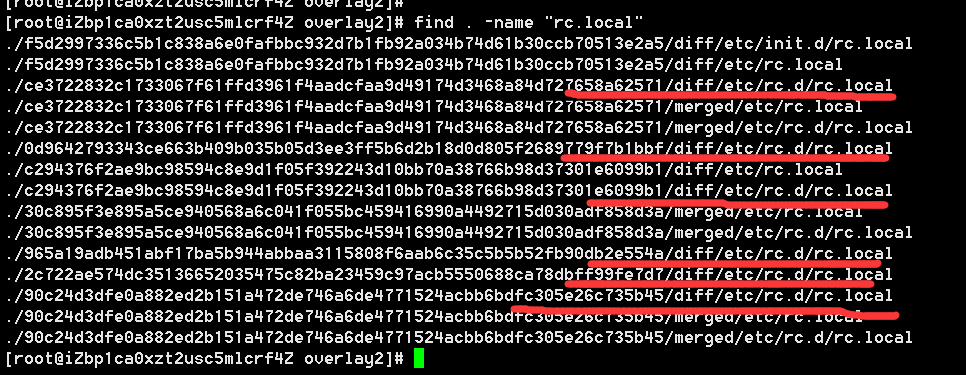 [root@iZbp1ca0xzt2usc5mlcrf4Z overlay2]#
[root@iZbp1ca0xzt2usc5mlcrf4Z overlay2]# find . -name "rc.local"
./f5d2997336c5b1c838a6e0fafbbc932d7b1fb92a034b74d61b30ccb70513e2a5/diff/etc/init.d/rc.local
./f5d2997336c5b1c838a6e0fafbbc932d7b1fb92a034b74d61b30ccb70513e2a5/diff/etc/rc.local
./ce3722832c1733067f61ffd3961f4aadcfaa9d49174d3468a84d727658a62571/diff/etc/rc.d/rc.local
./ce3722832c1733067f61ffd3961f4aadcfaa9d49174d3468a84d727658a62571/merged/etc/rc.local
./ce3722832c1733067f61ffd3961f4aadcfaa9d49174d3468a84d727658a62571/merged/etc/rc.d/rc.local
./0d9642793343ce663b409b035b05d3ee3ff5b6d2b18d0d805f2689779f7b1bbf/diff/etc/rc.d/rc.local
./c294376f2ae9bc98594c8e9d1f05f392243d10bb70a38766b98d37301e6099b1/diff/etc/rc.local
./c294376f2ae9bc98594c8e9d1f05f392243d10bb70a38766b98d37301e6099b1/diff/etc/rc.d/rc.local
./30c895f3e895a5ce940568a6c041f055bc459416990a4492715d030adf858d3a/merged/etc/rc.local
./30c895f3e895a5ce940568a6c041f055bc459416990a4492715d030adf858d3a/merged/etc/rc.d/rc.local
./965a19adb451abf17ba5b944abbaa3115808f6aab6c35c5b5b52fb90db2e554a/diff/etc/rc.local
./2c722ae574dc35136652035475c82ba23459c97acb5550688ca78dbff99fe7d7/diff/etc/rc.local
./90c24d3dfe0a882ed2b151a472de746a6de4771524acbb6bdfc305e26c735b45/diff/etc/rc.d/rc.local
./90c24d3dfe0a882ed2b151a472de746a6de4771524acbb6bdfc305e26c735b45/merged/etc/rc.local
./90c24d3dfe0a882ed2b151a472de746a6de4771524acbb6bdfc305e26c735b45/merged/etc/rc.d/rc.local
[root@iZbp1ca0xzt2usc5mlcrf4Z overlay2]#